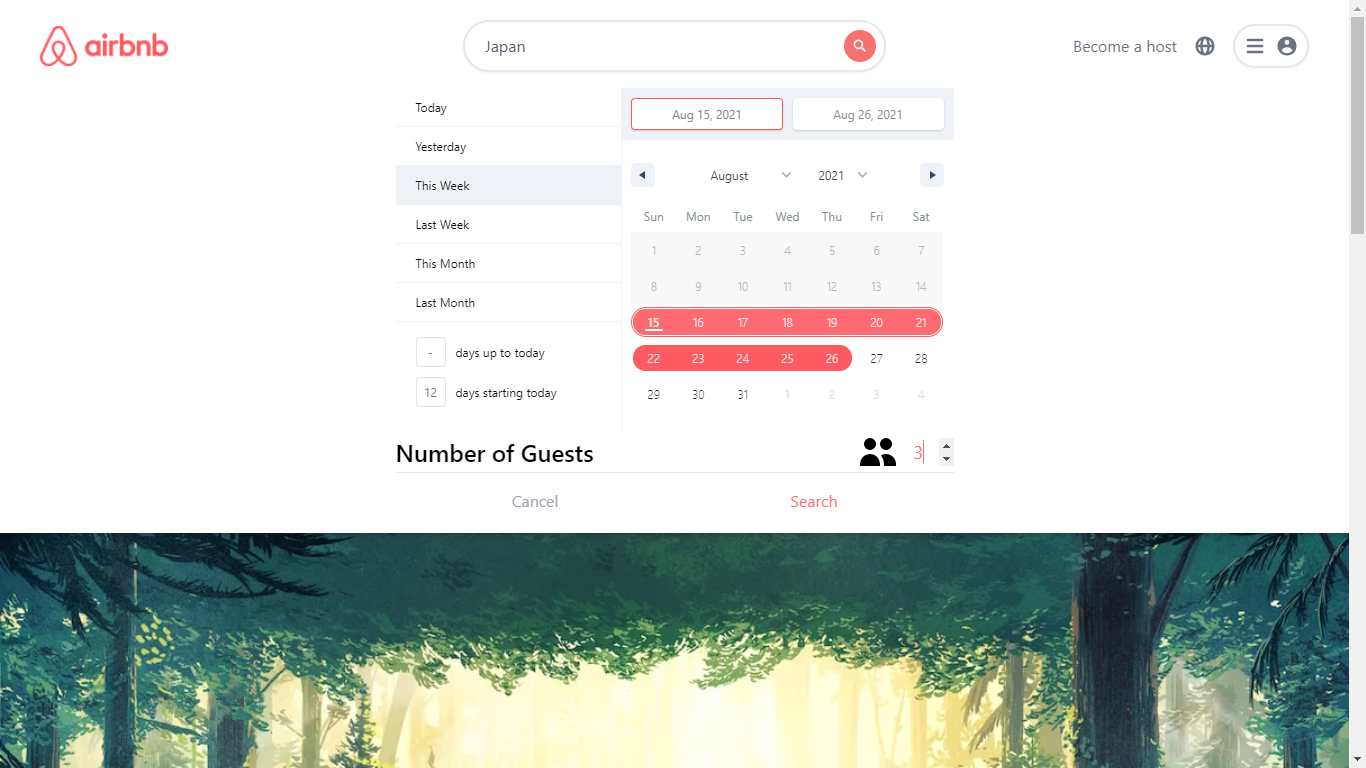 airbnb
Japan
Become a host
Today
Yesterday
This Week
Last Week
This Month
Last Month
- days up to today
12 days starting today
Aug 15, 2021 Aug 26, 2021
August 2021
Sun Mon Tue Wed Thu Fri Sat
1 2 3 4 5 6 7
8 9 10 11 12 13 14
15 16 17 18 19 20 21
22 23 24 25 26 27 28
29 30 31 1 2 3 4
Number of Guests 3
Cancel Search